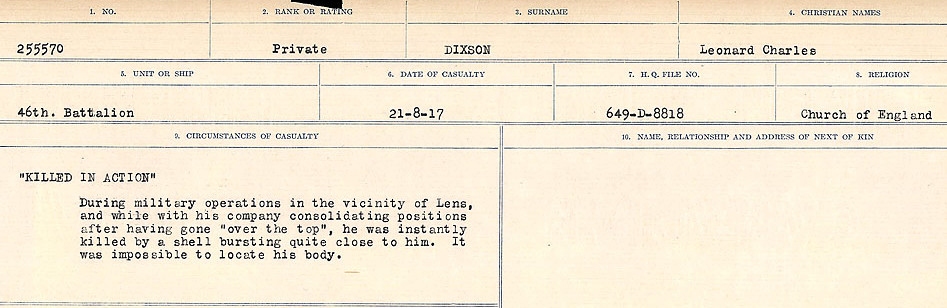 1. NO. 2. RANK OR RATING 3. SURNAME 4. CHRISTIAN NAMES
255570 Private DIXSON Leonard Charles
5. UNIT OR SHIP 6. DATE OF CASUALTY 7. H. Q. FILE NO. 8. RELIGION
46th. Battalion 21-8-17 649-D-8818 Church of England
9. CIRCUMSTANCES OF CASUALTY 10. NAME, RELATIONSHIP AND ADDRESS OF NEXT OF KIN
"KILLED IN ACTION"
During military operations in the vicinity of Lens,
and while with his company consolidating positions
after having gone "over the top", he was instantly
killed by a shell bursting quite close to him. It
was impossible to locate his body.